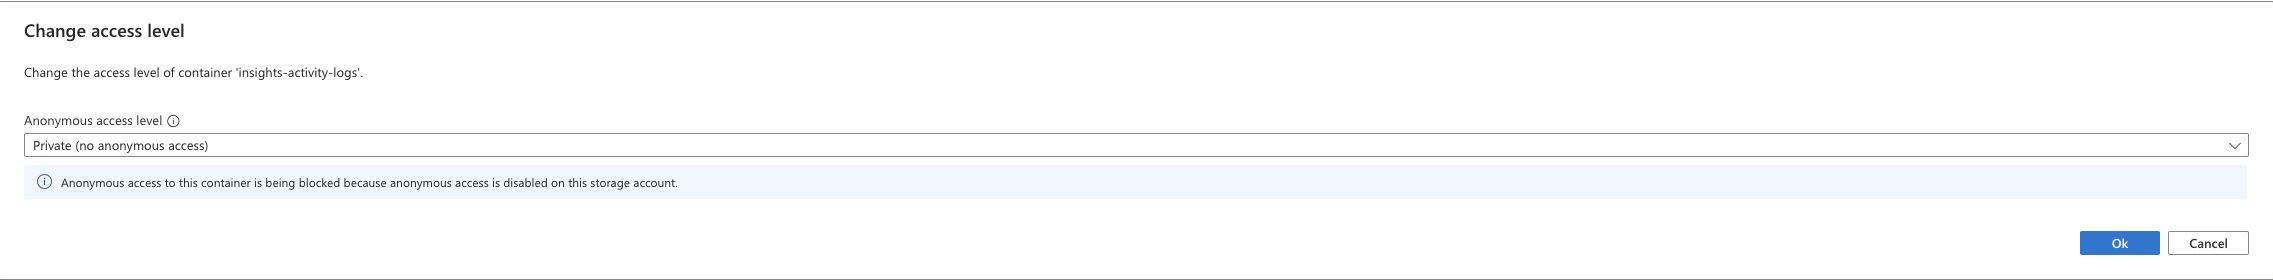 Change access level
Change the access level of container 'insights-activity-logs'.
Anonymous access level
Private (no anonymous access)
Anonymous access to this container is being blocked because anonymous access is disabled on this storage account.
Ok Cancel